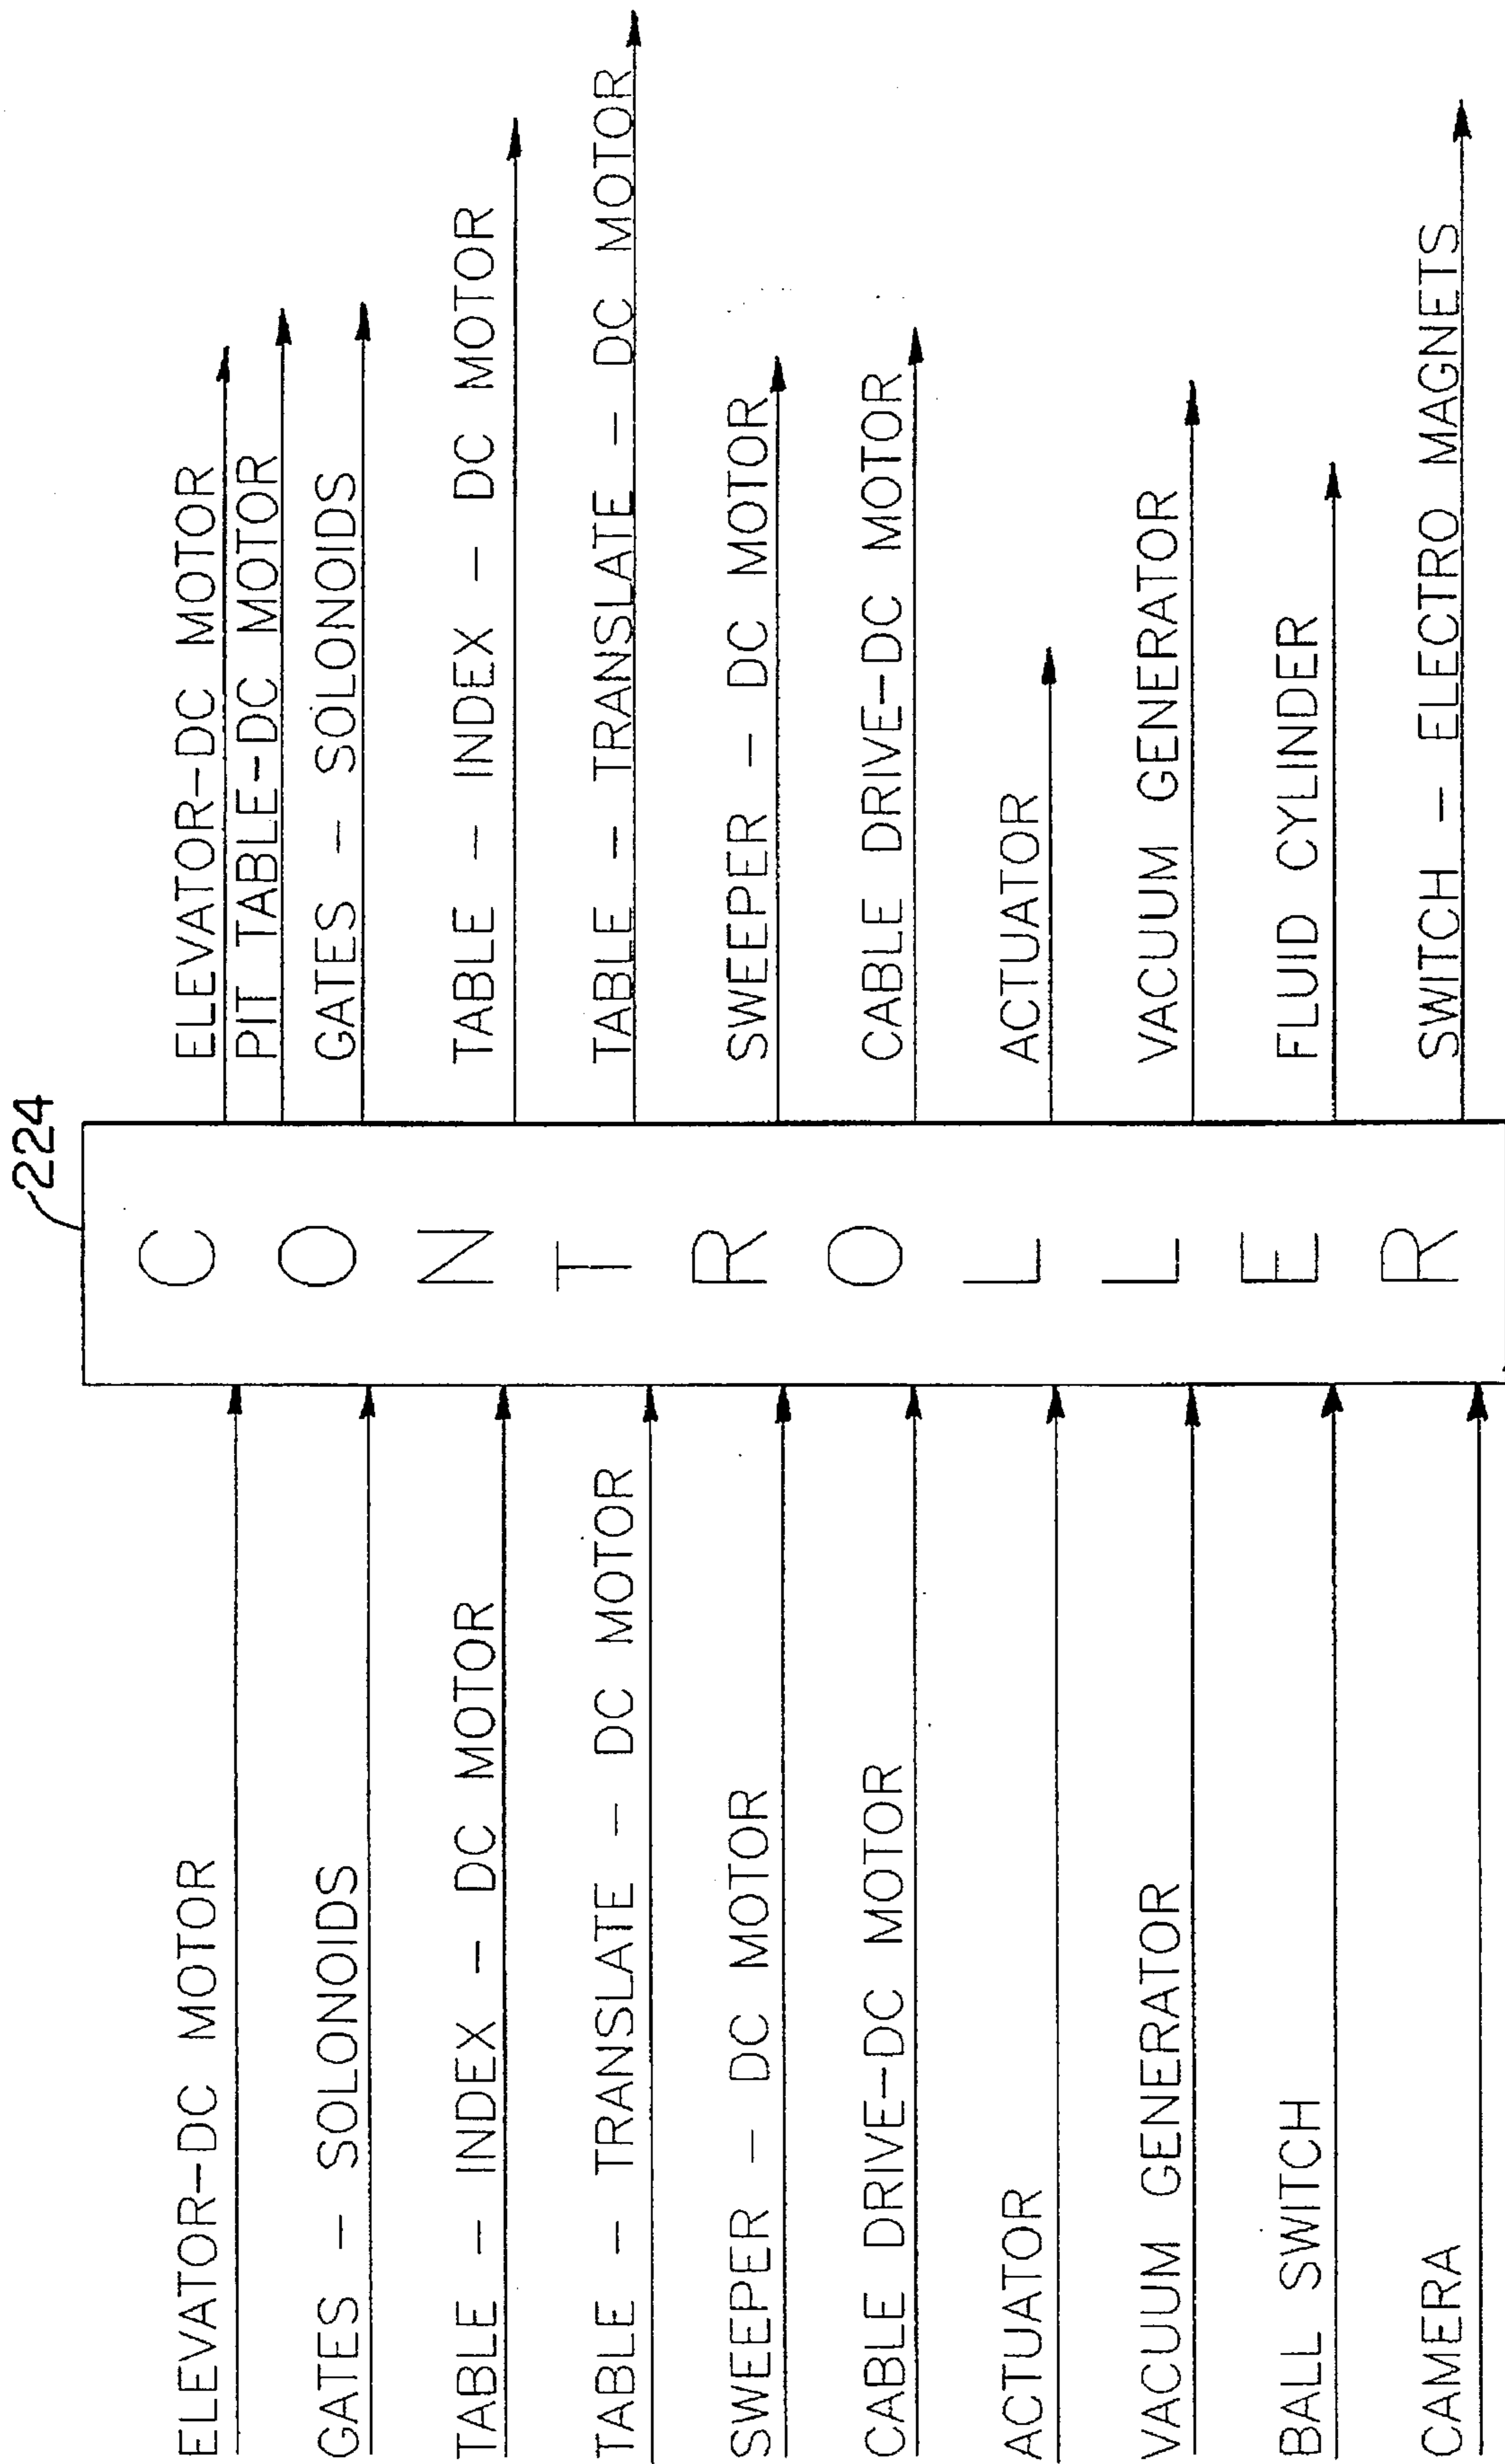 224
ELEVATOR-DC MOTOR
GATES - SOLONOIDS
TABLE - INDEX - DC MOTOR
TABLE - TRANSLATE - DC MOTOR
SWEEPER - DC MOTOR
CABLE DRIVE-DC MOTOR
ACTUATOR
VACUUM GENERATOR
BALL SWITCH
CAMERA
CONTROLLER
ELEVATOR-DC MOTOR
PIT TABLE-DC MOTOR
GATES - SOLONOIDS
TABLE - INDEX - DC MOTOR
TABLE - TRANSLATE - DC MOTOR
SWEEPER - DC MOTOR
CABLE DRIVE-DC MOTOR
ACTUATOR
VACUUM GENERATOR
FLUID CYLINDER
SWITCH - ELECTRO MAGNETS